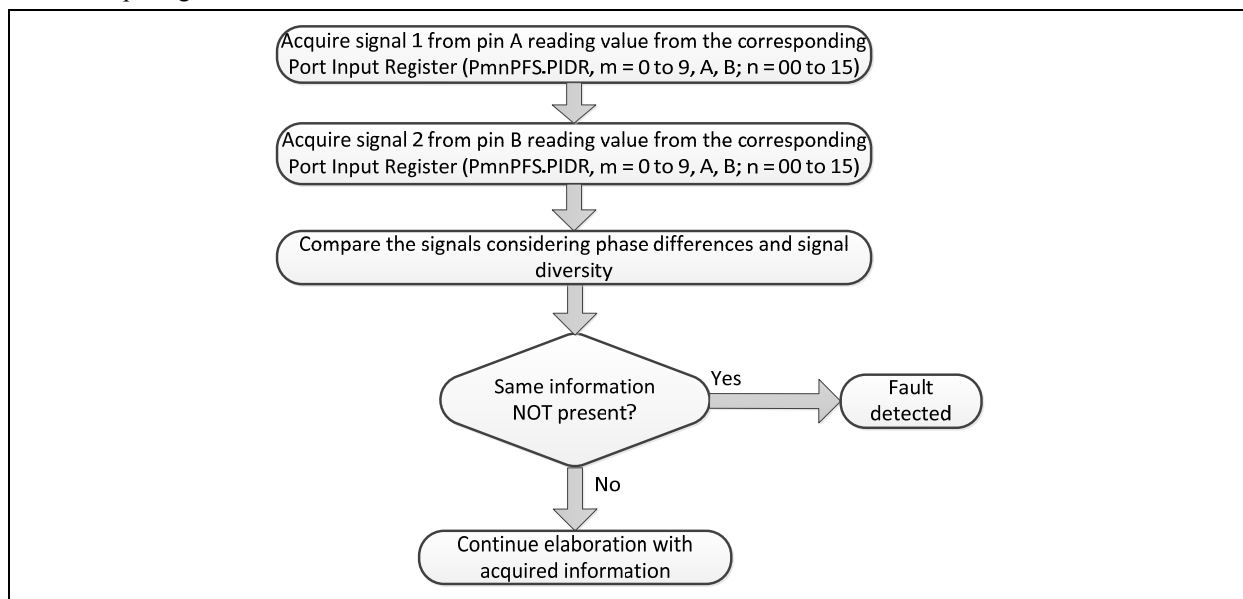 Acquire signal 1 from pin A reading value from the corresponding
Port Input Register (PmnPFS.PIDR, m = 0 to 9, A, B; n = 00 to 15)
Acquire signal 2 from pin B reading value from the corresponding
Port Input Register (PmnPFS.PIDR, m = 0 to 9, A, B; n = 00 to 15)
Compare the signals considering phase differences and signal
diversity
Same information
NOT present?
Yes
Fault
detected
No
Continue elaboration with
acquired information